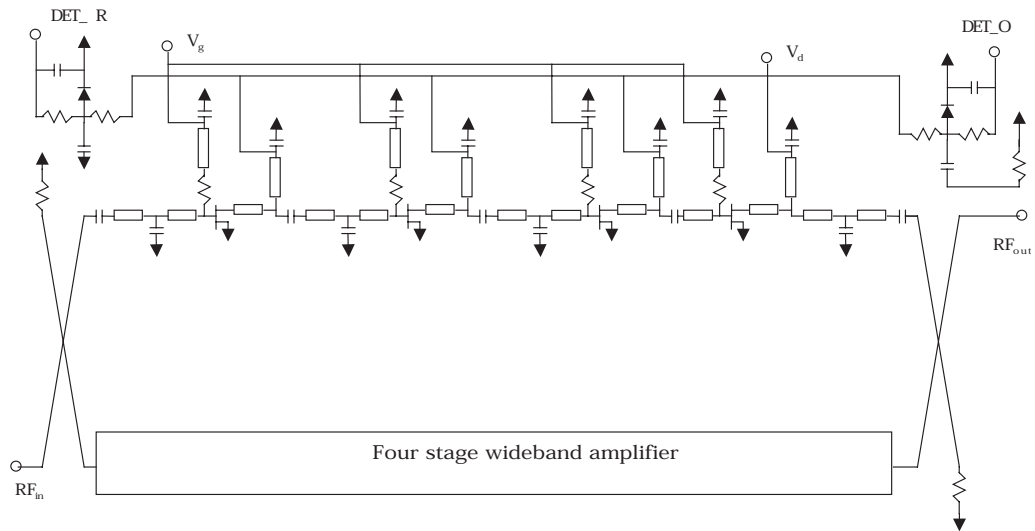 DET_ R
DET_O
V_g
V_d
RF_out
Four stage wideband amplifier
RF_in